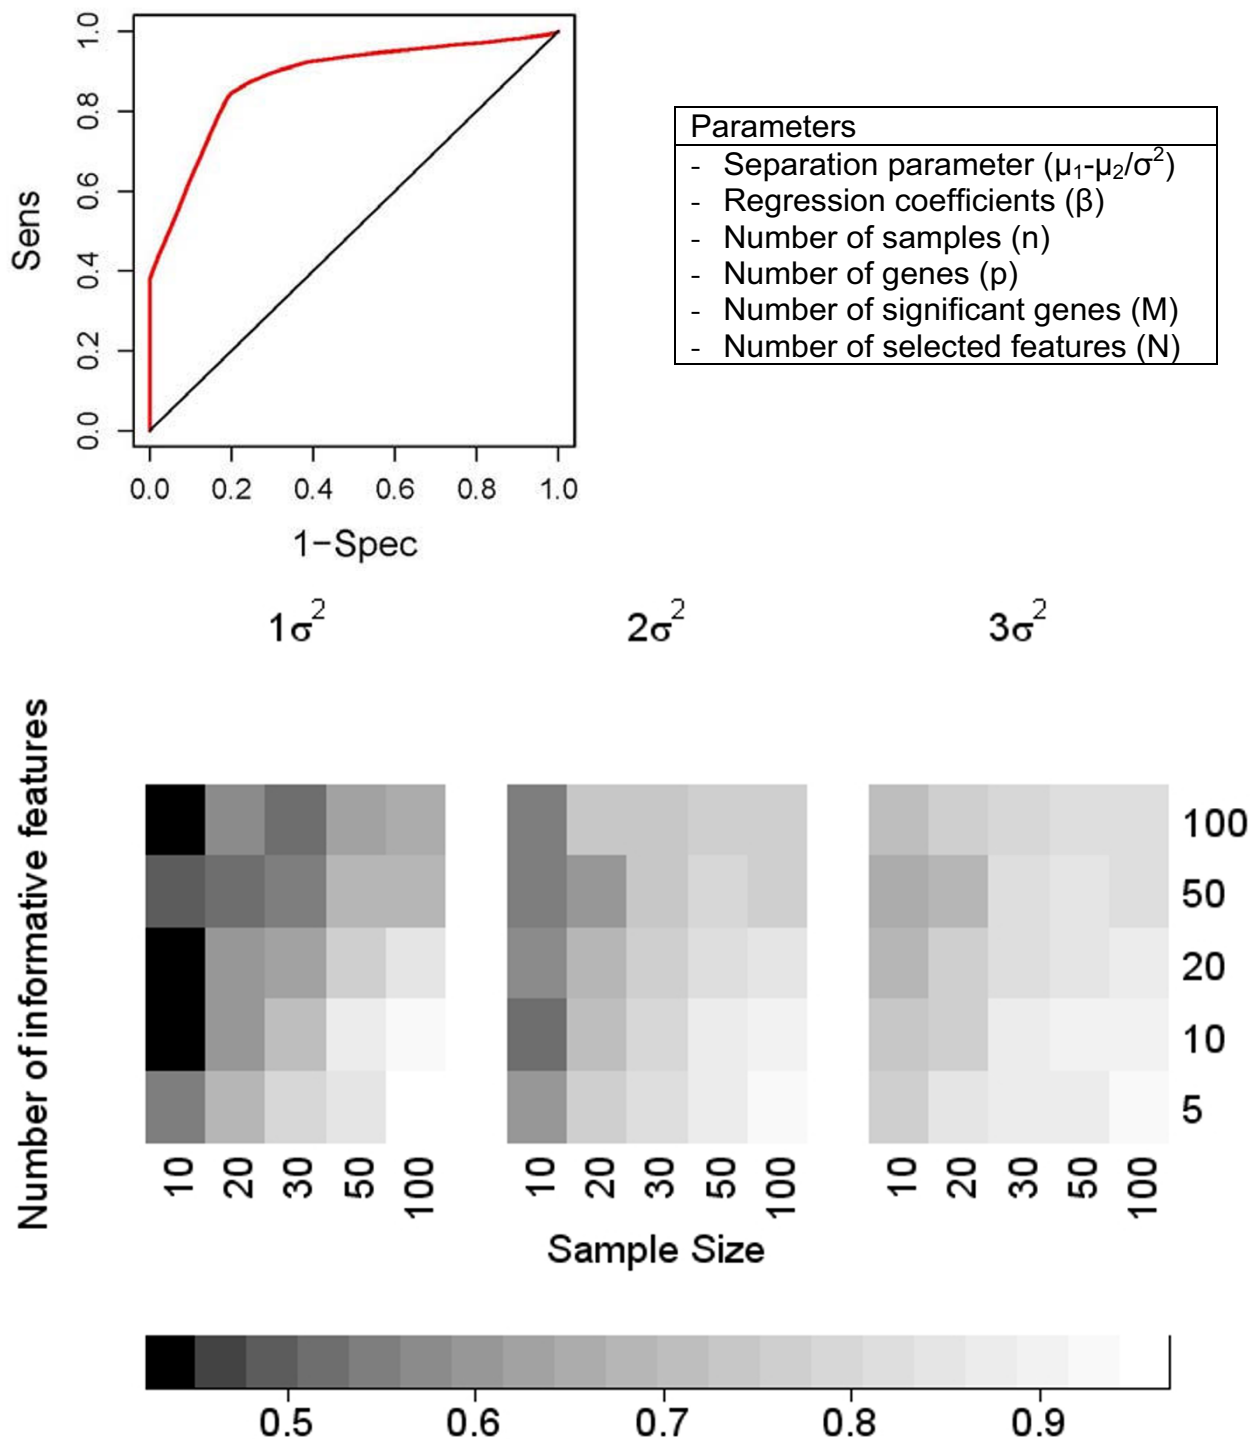 1.0
0.8
0.6
0.4
0.2
0.0
Sens
0.0 0.2 0.4 0.6 0.8 1.0
1−Spec
Parameters
- Separation parameter (μ₁-μ₂/σ²)
- Regression coefficients (β)
- Number of samples (n)
- Number of genes (p)
- Number of significant genes (M)
- Number of selected features (N)
1σ² 2σ² 3σ²
Number of informative features
100
50
20
10
5
10 20 30 50 100 10 20 30 50 100 10 20 30 50 100
Sample Size
0.5 0.6 0.7 0.8 0.9